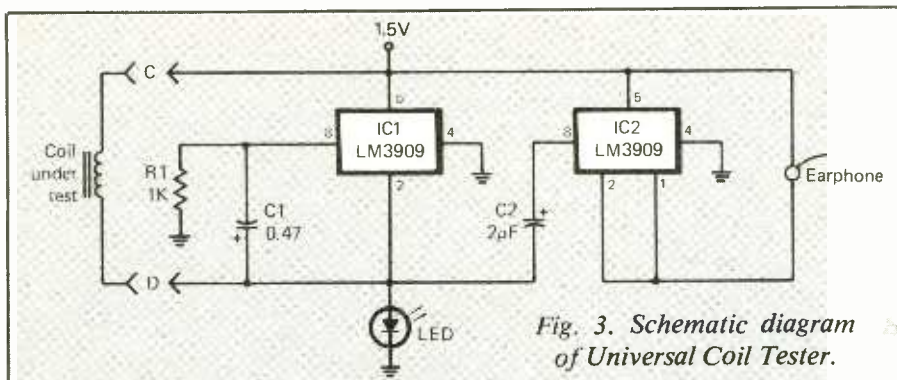 1.5V
C
5
5
8
IC1
LM3909
4
8
IC2
LM3909
4
Coil
under
test
R1
1K
2
C1
0.47
C2
2µF
2
1
Earphone
D
LED
Fig. 3. Schematic diagram
of Universal Coil Tester.